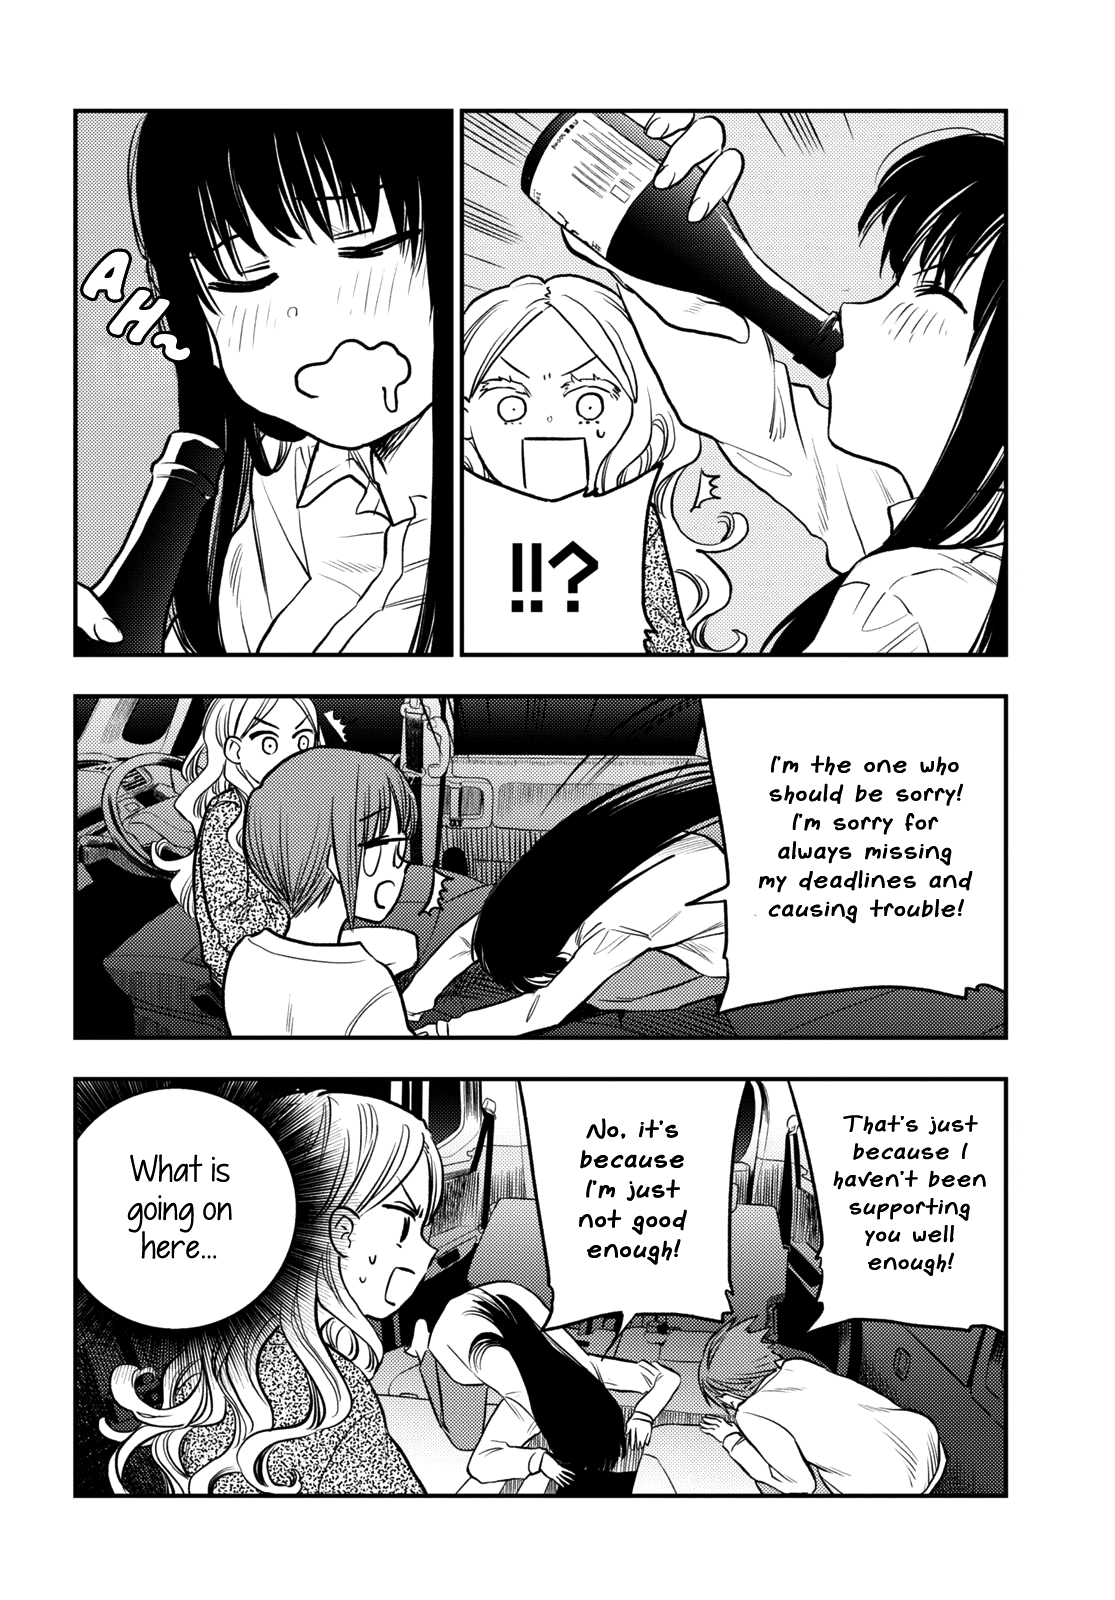 !!?
AH~
I'm the one who
should be sorry!
I'm sorry for
always missing
my deadlines and
causing trouble!
That's just
because I
haven't been
supporting
you well
enough!
No, it's
because
I'm just
not good
enough!
What is
going on
here...